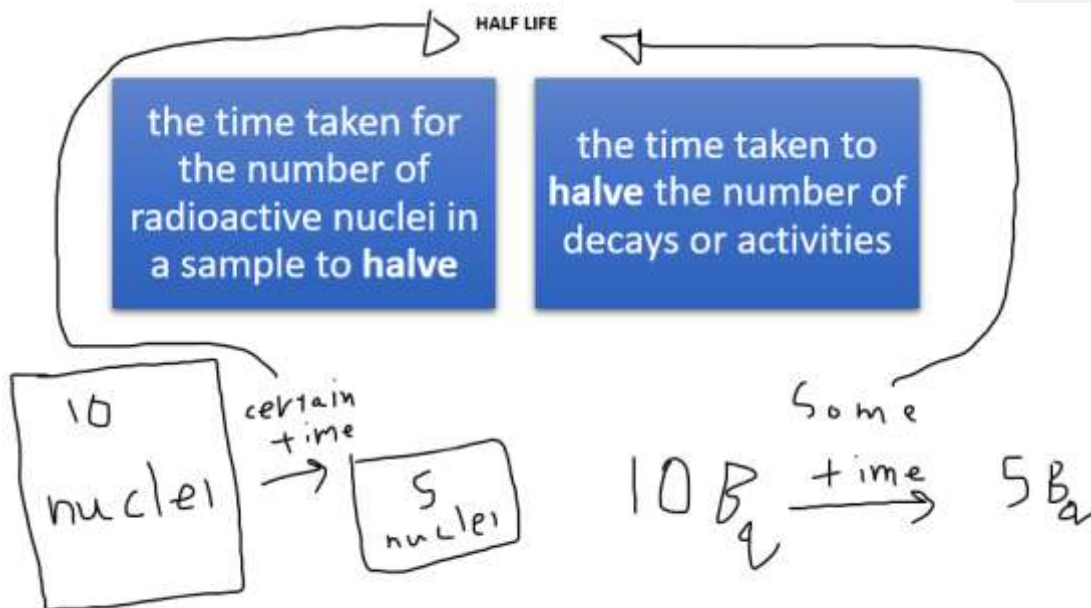 HALF LIFE
the time taken for
the number of
radioactive nuclei in
a sample to halve
the time taken to
halve the number of
decays or activities
10
nuclei
certain
time
5
nuclei
Some
time
10 Bq
5 Bq